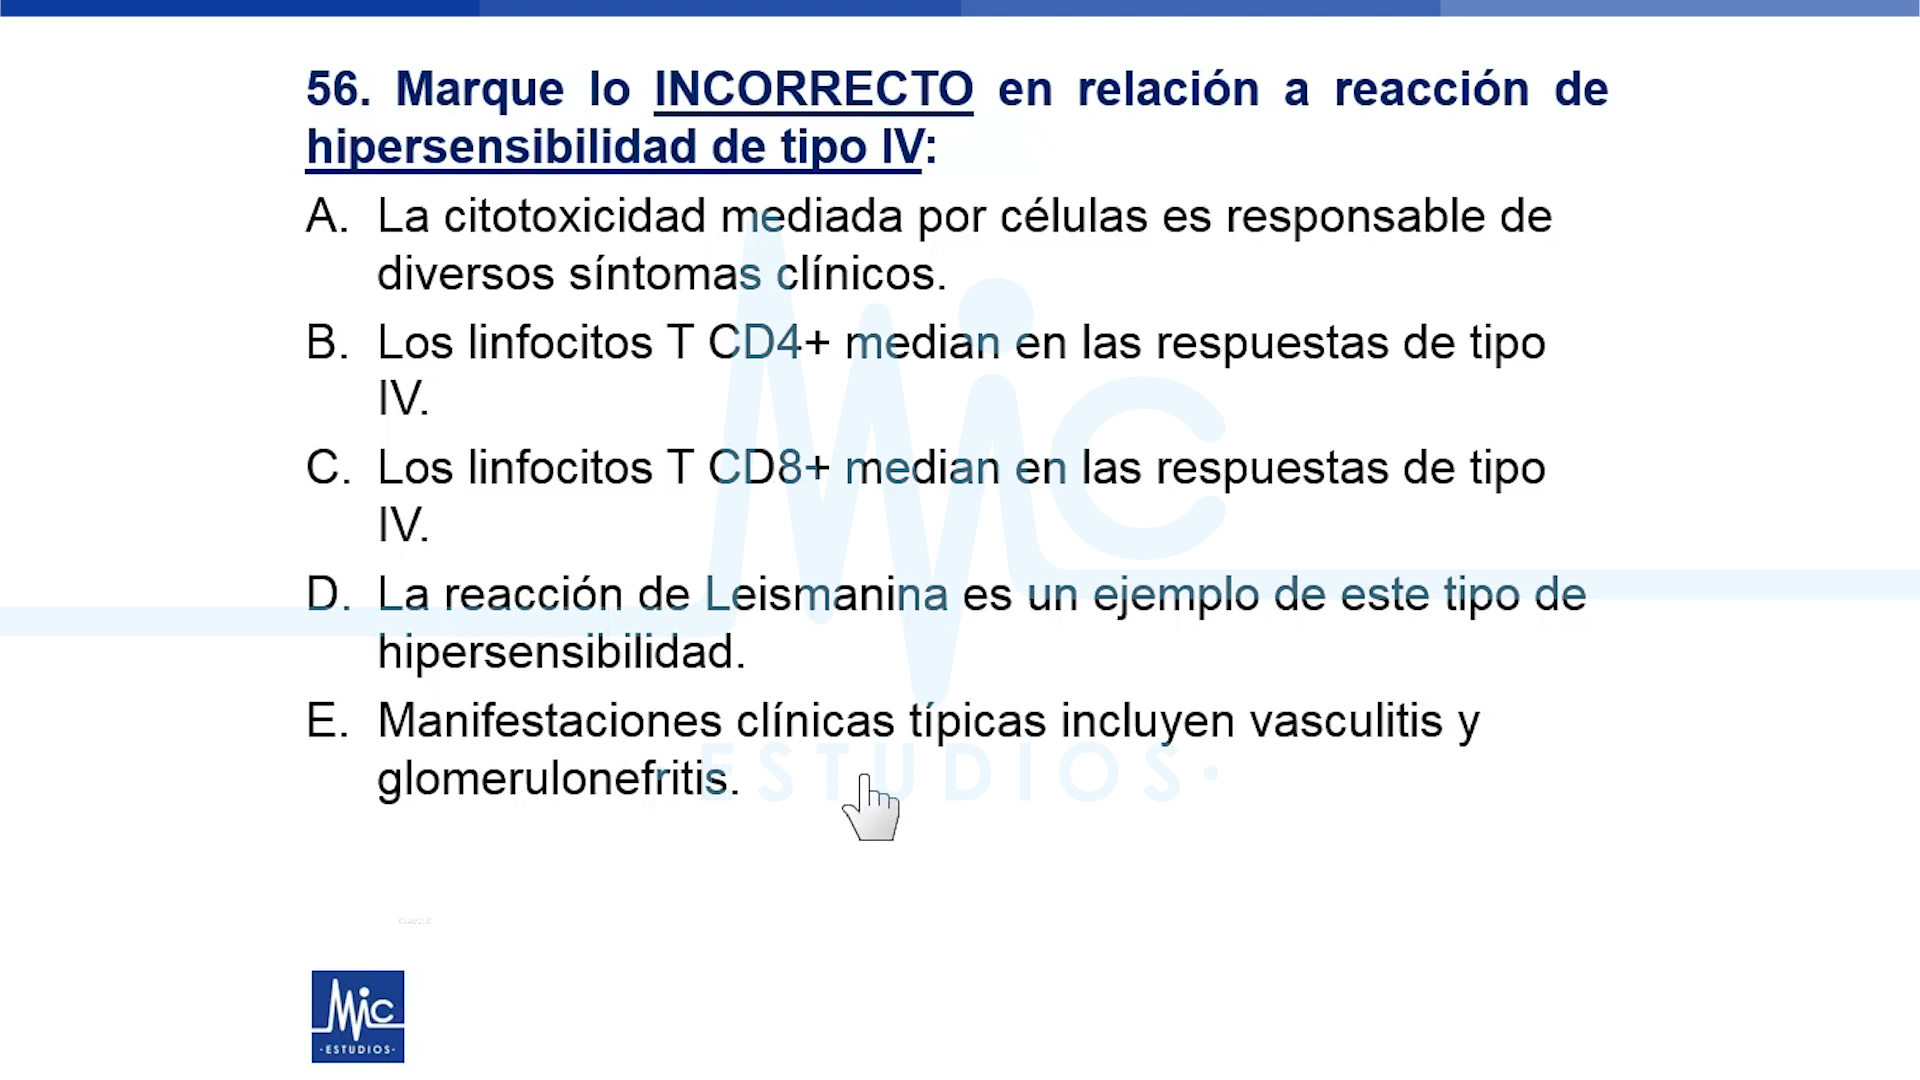 56. Marque lo INCORRECTO en relación a reacción de
hipersensibilidad de tipo IV:
A. La citotoxicidad mediada por células es responsable de
diversos síntomas clínicos.
B. Los linfocitos T CD4+ median en las respuestas de tipo
IV.
C. Los linfocitos T CD8+ median en las respuestas de tipo
IV.
D. La reacción de Leismanina es un ejemplo de este tipo de
hipersensibilidad.
E. Manifestaciones clínicas típicas incluyen vasculitis y
glomerulonefritis.
Mic
·ESTUDIOS·
Mic
·ESTUDIOS·